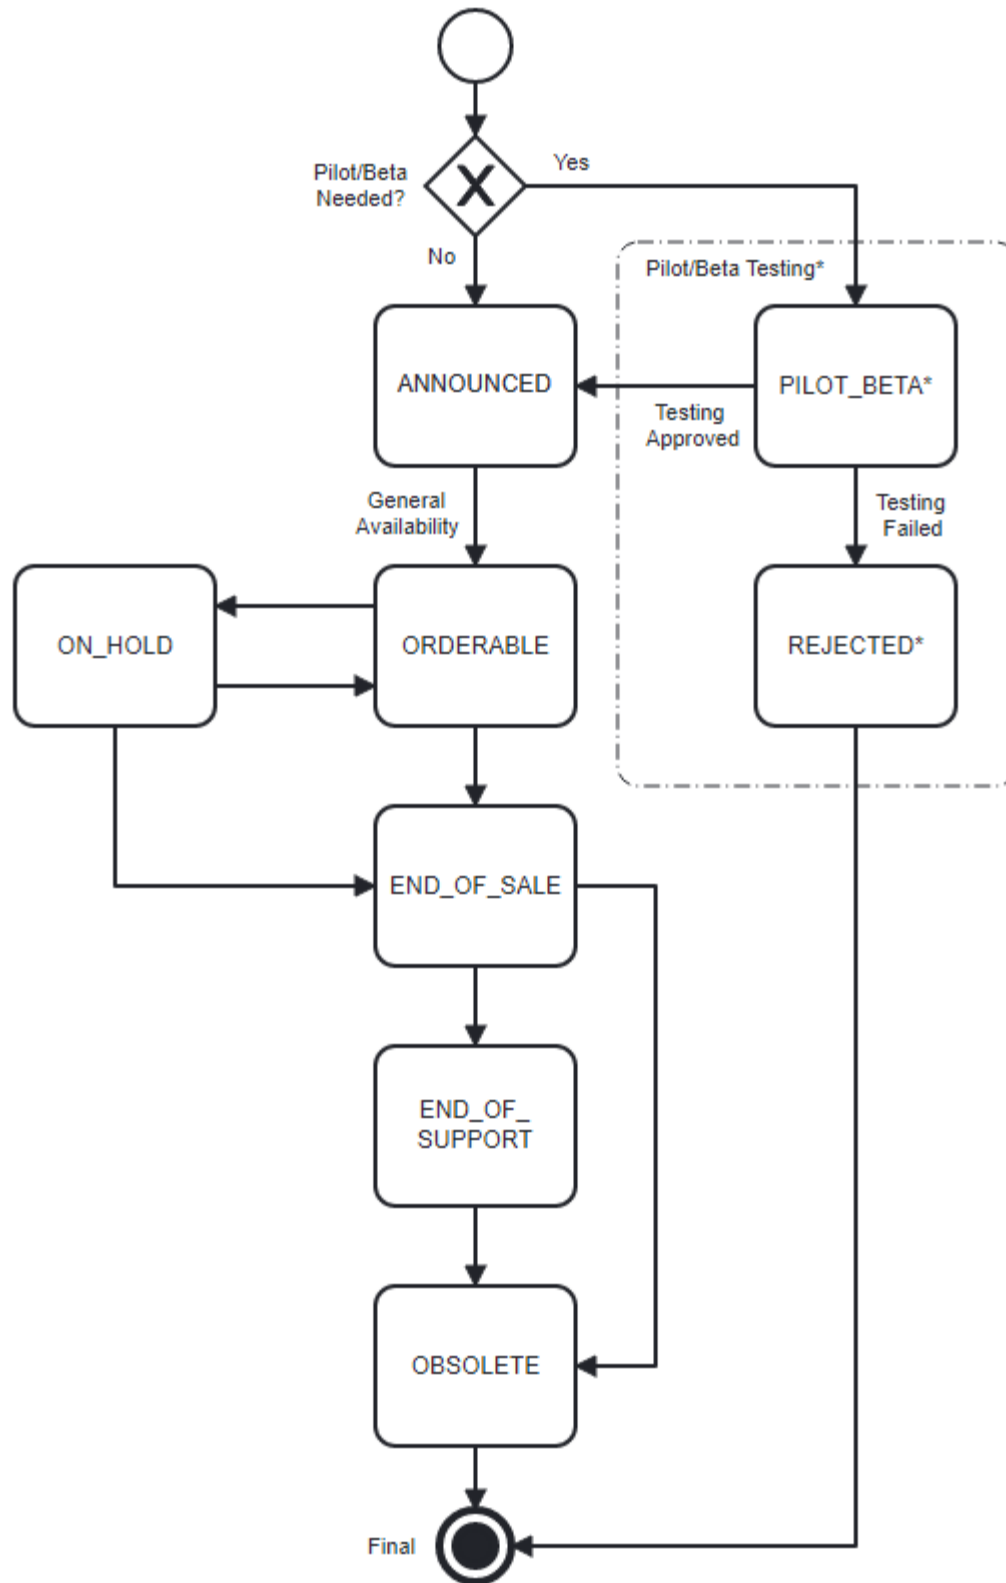 Pilot/Beta
Needed?
Yes
No
Pilot/Beta Testing*
ANNOUNCED
PILOT_BETA*
Testing
Approved
General
Availability
Testing
Failed
ON_HOLD
ORDERABLE
REJECTED*
END_OF_SALE
END_OF_
SUPPORT
OBSOLETE
Final